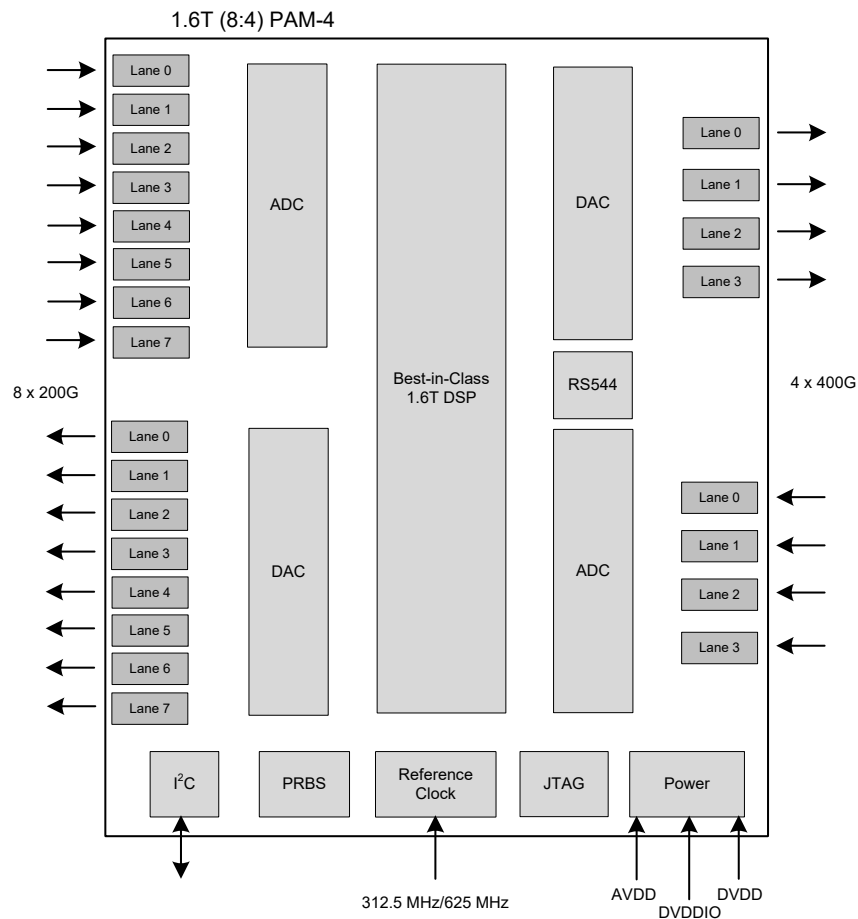 1.6T (8:4) PAM-4
Lane 0
Lane 1
Lane 2
Lane 3
Lane 4
Lane 5
Lane 6
Lane 7
ADC
Best-in-Class
1.6T DSP
DAC
RS544
Lane 0
Lane 1
Lane 2
Lane 3
8 x 200G
4 x 400G
Lane 0
Lane 1
Lane 2
Lane 3
Lane 4
Lane 5
Lane 6
Lane 7
DAC
ADC
Lane 0
Lane 1
Lane 2
Lane 3
I²C
PRBS
Reference
Clock
JTAG
Power
312.5 MHz/625 MHz
AVDD
DVDDIO
DVDD